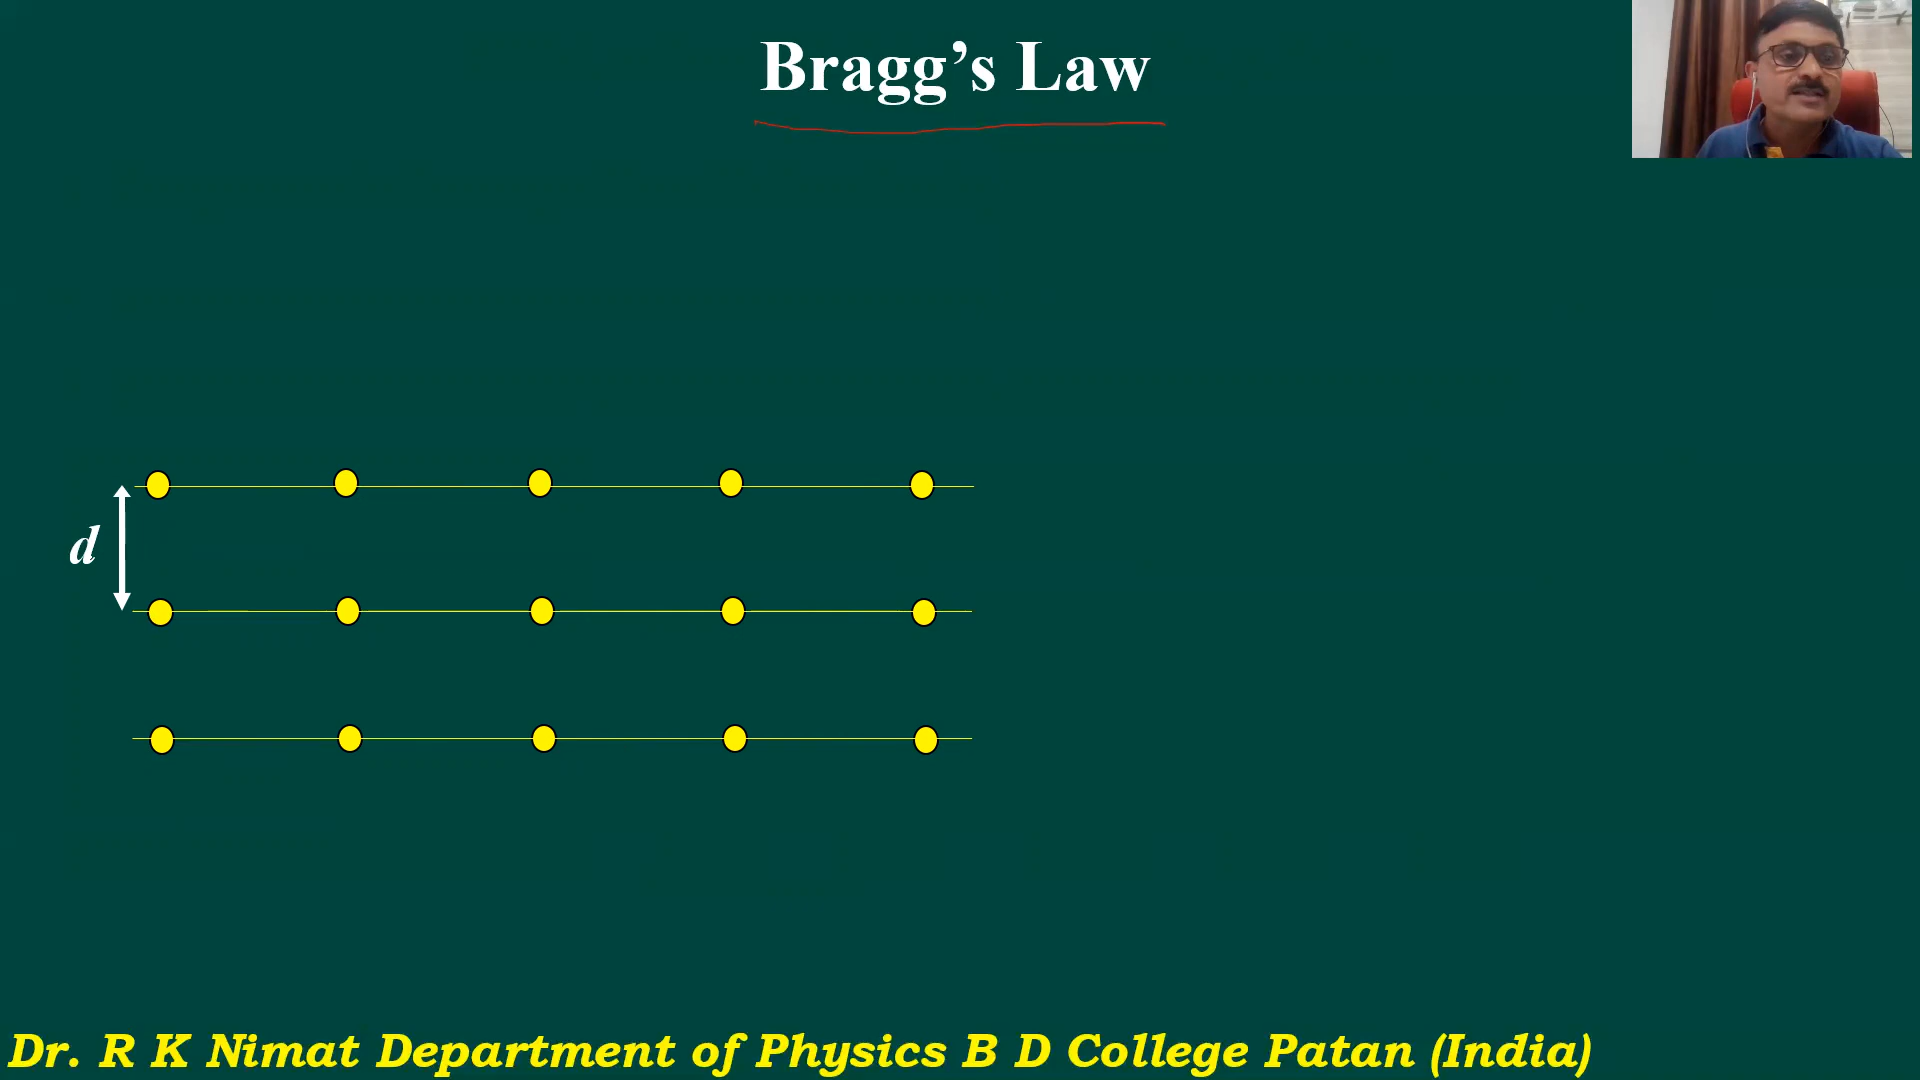 Bragg’s Law
d
Dr. R K Nimat Department of Physics B D College Patan (India)